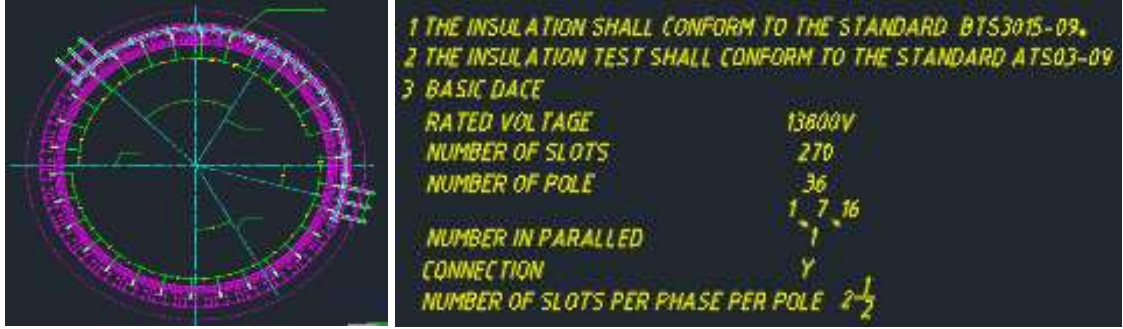 1 THE INSULATION SHALL CONFORM TO THE STANDARD BTS3015-09.
2 THE INSULATION TEST SHALL CONFORM TO THE STANDARD ATS03-09
3 BASIC DACE
RATED VOLTAGE 13800V
NUMBER OF SLOTS 270
NUMBER OF POLE 36
1 7 16
NUMBER IN PARALLED 1
CONNECTION Y
NUMBER OF SLOTS PER PHASE PER POLE 2-1/2